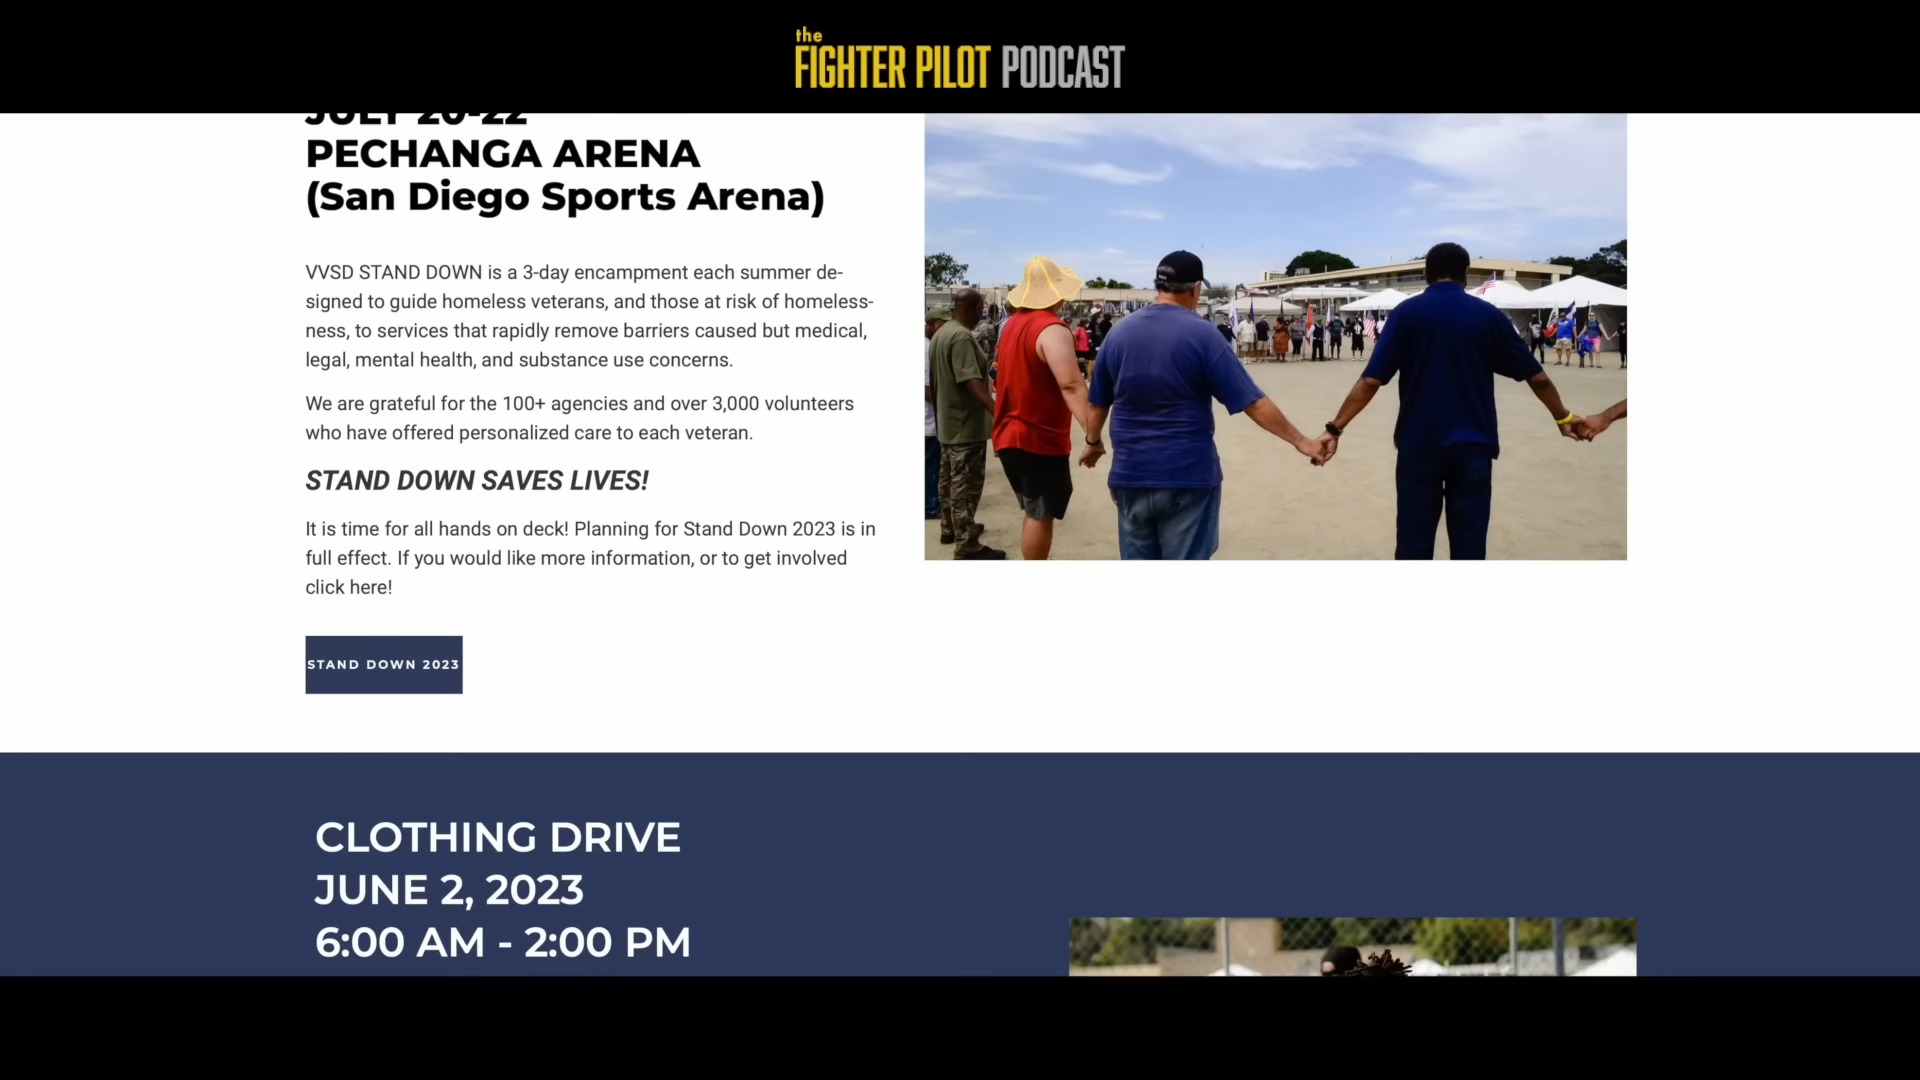 the
FIGHTER PILOT PODCAST
JULY 20-22
PECHANGA ARENA
(San Diego Sports Arena)
VVSD STAND DOWN is a 3-day encampment each summer de-
signed to guide homeless veterans, and those at risk of homeless-
ness, to services that rapidly remove barriers caused but medical,
legal, mental health, and substance use concerns.
We are grateful for the 100+ agencies and over 3,000 volunteers
who have offered personalized care to each veteran.
STAND DOWN SAVES LIVES!
It is time for all hands on deck! Planning for Stand Down 2023 is in
full effect. If you would like more information, or to get involved
click here!
STAND DOWN 2023
CLOTHING DRIVE
JUNE 2, 2023
6:00 AM - 2:00 PM